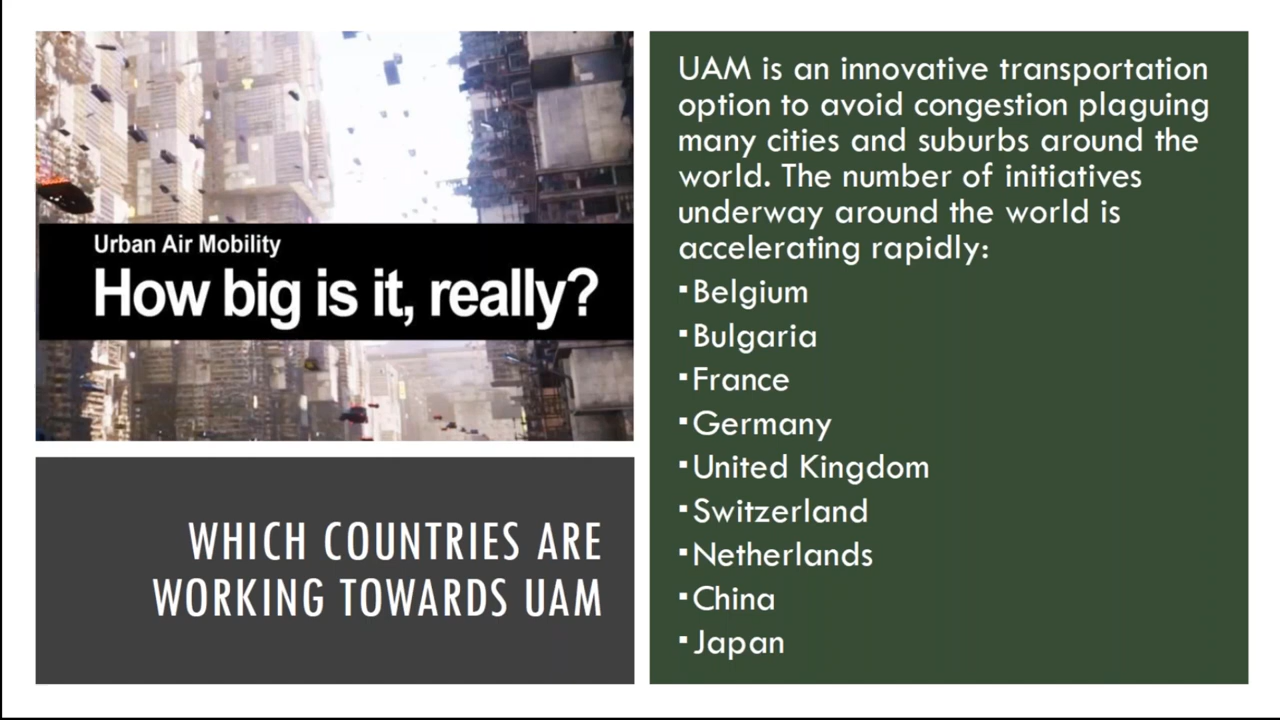 Urban Air Mobility
How big is it, really?
WHICH COUNTRIES ARE
WORKING TOWARDS UAM
UAM is an innovative transportation
option to avoid congestion plaguing
many cities and suburbs around the
world. The number of initiatives
underway around the world is
accelerating rapidly:
▪Belgium
▪Bulgaria
▪France
▪Germany
▪United Kingdom
▪Switzerland
▪Netherlands
▪China
▪Japan